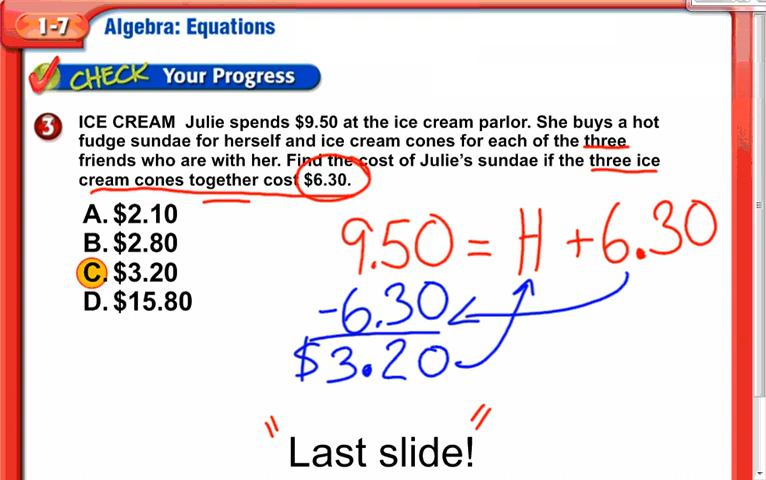 1-7 Algebra: Equations
CHECK Your Progress
3 ICE CREAM Julie spends $9.50 at the ice cream parlor. She buys a hot
fudge sundae for herself and ice cream cones for each of the three
friends who are with her. Find the cost of Julie's sundae if the three ice
cream cones together cost $6.30.
A. $2.10
B. $2.80
C. $3.20
D. $15.80
9.50 = H + 6.30
-6.30
$3.20
"Last slide!"